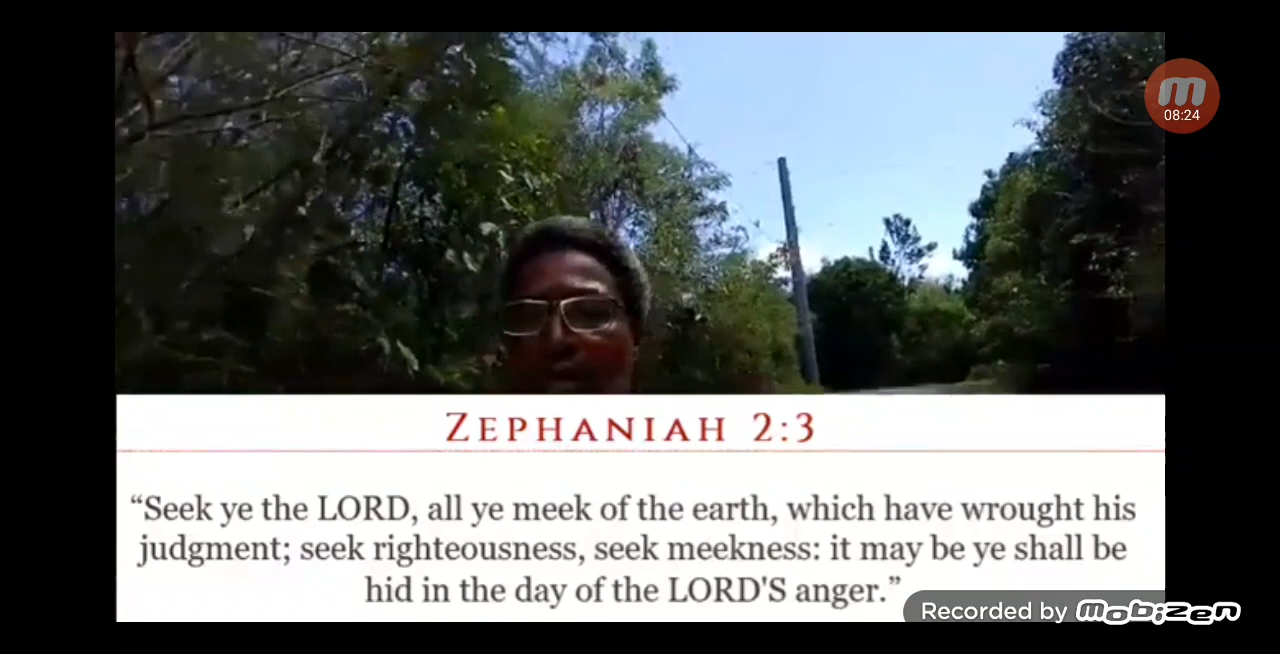 m
08:24
ZEPHANIAH 2:3
“Seek ye the LORD, all ye meek of the earth, which have wrought his
judgment; seek righteousness, seek meekness: it may be ye shall be
hid in the day of the LORD'S anger.”
Recorded by Mobizen